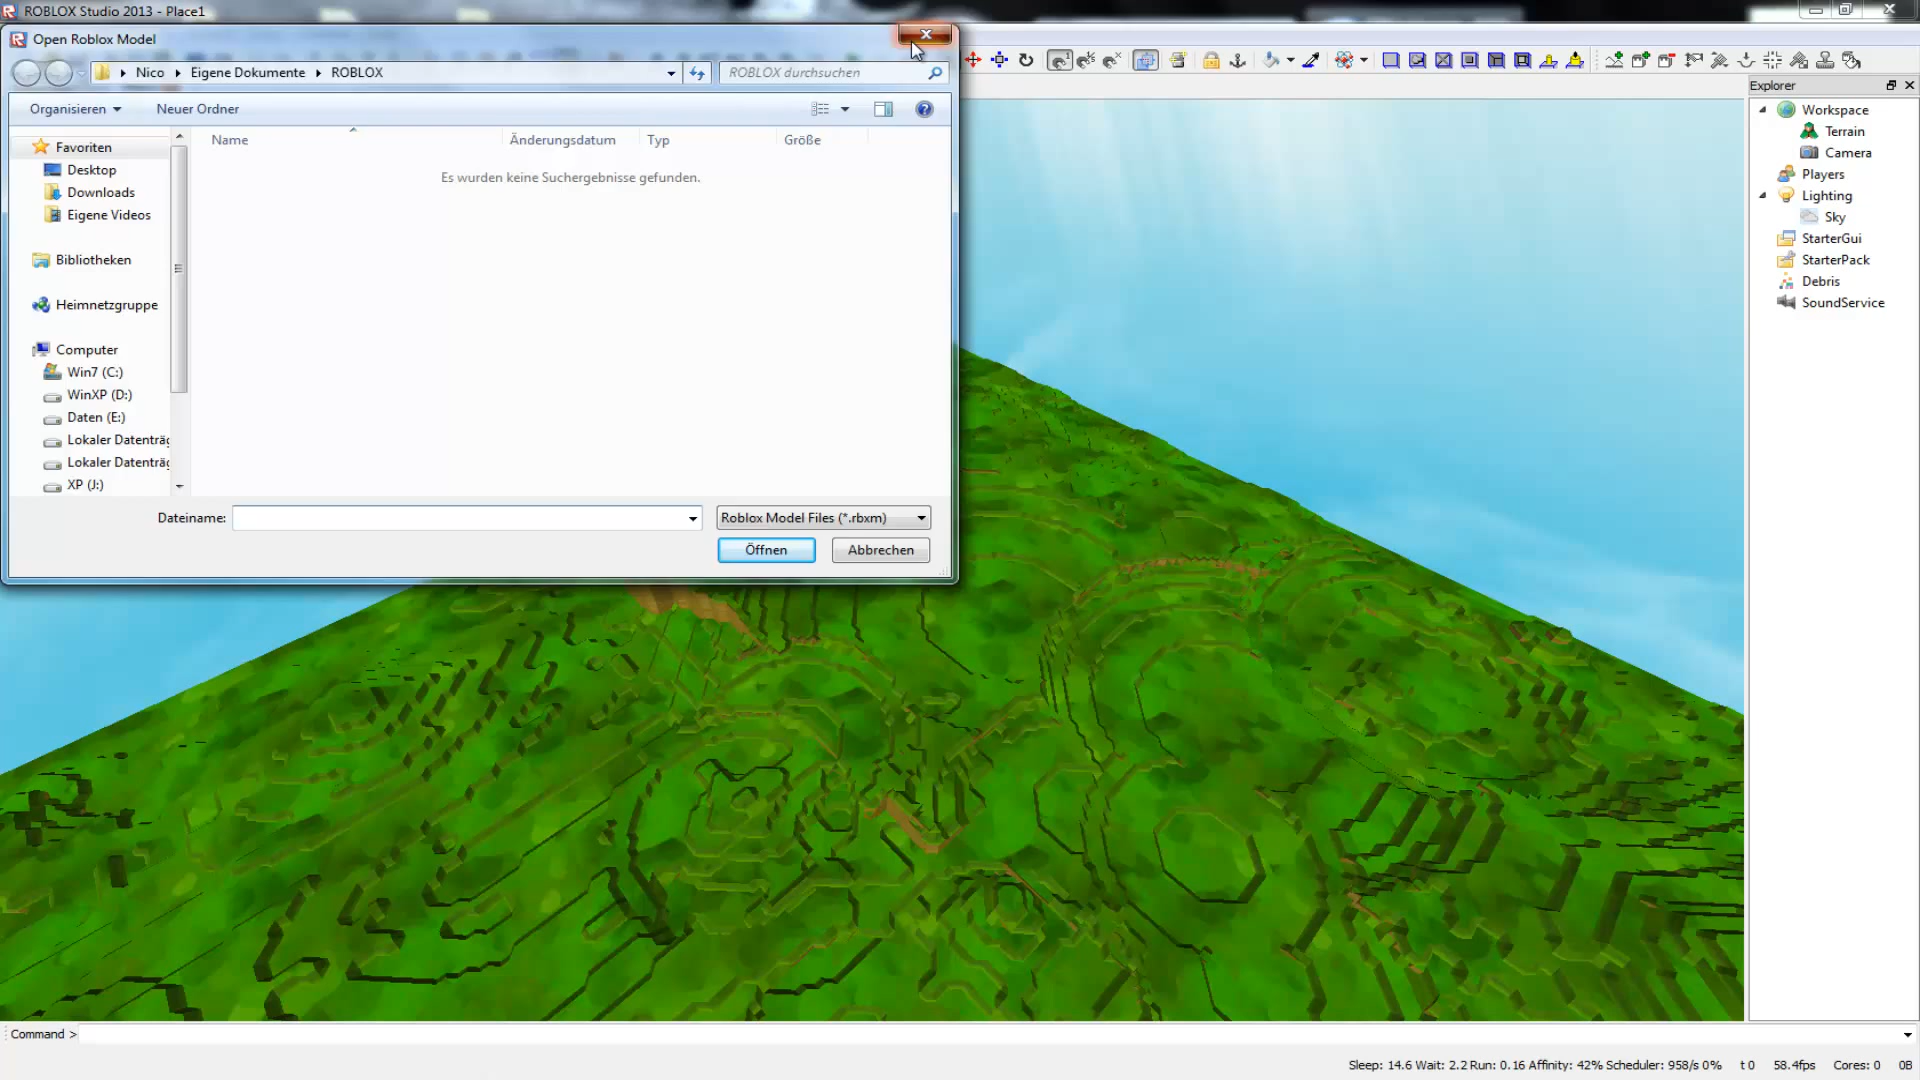 ROBLOX Studio 2013 - Place1
Open Roblox Model
Nico Eigene Dokumente ROBLOX
ROBLOX durchsuchen
Organisieren Neuer Ordner
Name Änderungsdatum Typ Größe
Es wurden keine Suchergebnisse gefunden.
Favoriten
Desktop
Downloads
Eigene Videos
Bibliotheken
Heimnetzgruppe
Computer
Win7 (C:)
WinXP (D:)
Daten (E:)
Lokaler Datenträg
Lokaler Datenträg
XP (J:)
Dateiname:
Roblox Model Files (*.rbxm)
Öffnen Abbrechen
Explorer
Workspace
Terrain
Camera
Players
Lighting
Sky
StarterGui
StarterPack
Debris
SoundService
Command >
Sleep: 14.6 Wait: 2.2 Run: 0.16 Affinity: 42% Scheduler: 958/s 0% t 0 58.4fps Cores: 0 0B